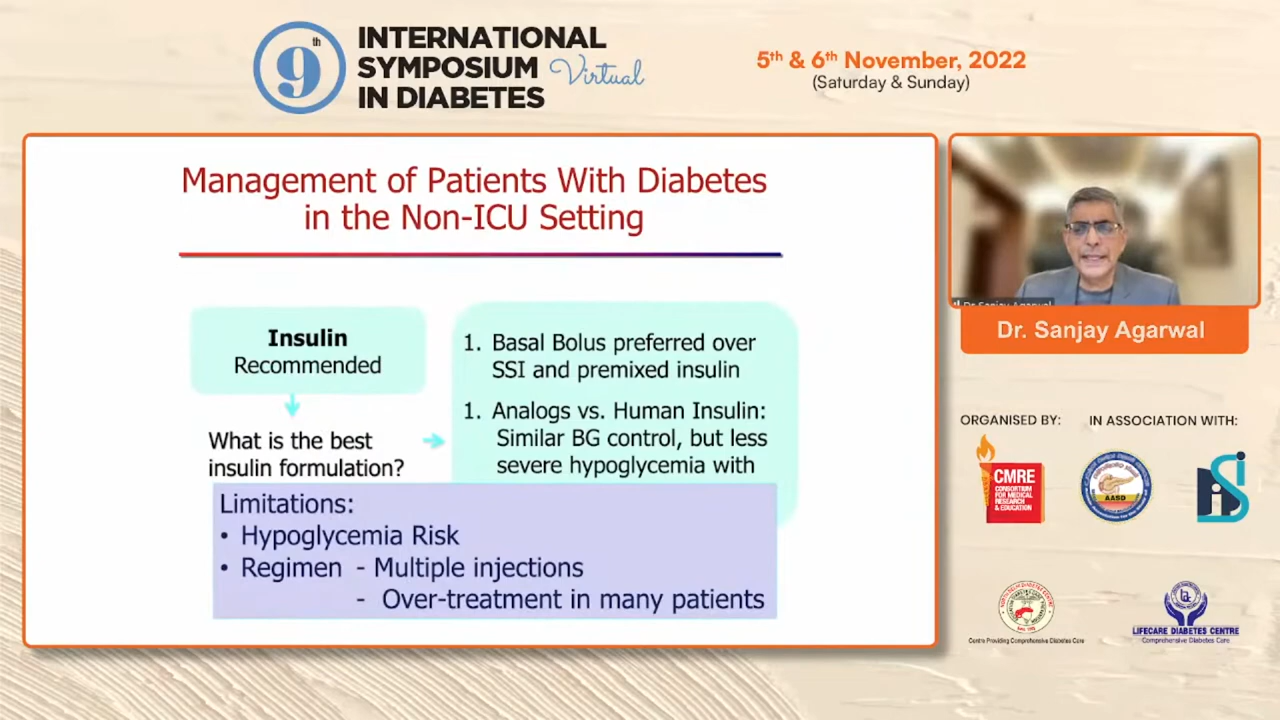 9th
INTERNATIONAL
SYMPOSIUM Virtual
IN DIABETES
5th & 6th November, 2022
(Saturday & Sunday)
Management of Patients With Diabetes
in the Non-ICU Setting
Insulin
Recommended
What is the best
insulin formulation?
1. Basal Bolus preferred over
SSI and premixed insulin
1. Analogs vs. Human Insulin:
Similar BG control, but less
severe hypoglycemia with
Limitations:
• Hypoglycemia Risk
• Regimen - Multiple injections
- Over-treatment in many patients
Dr. Sanjay Agarwal
Dr. Sanjay Agarwal
ORGANISED BY:
IN ASSOCIATION WITH:
CMRE
CONSORTIUM
FOR MEDICAL
RESEARCH
& EDUCATION
AASD
Centre Providing Comprehensive Diabetes Care
LIFECARE DIABETES CENTRE
Comprehensive Diabetes Care